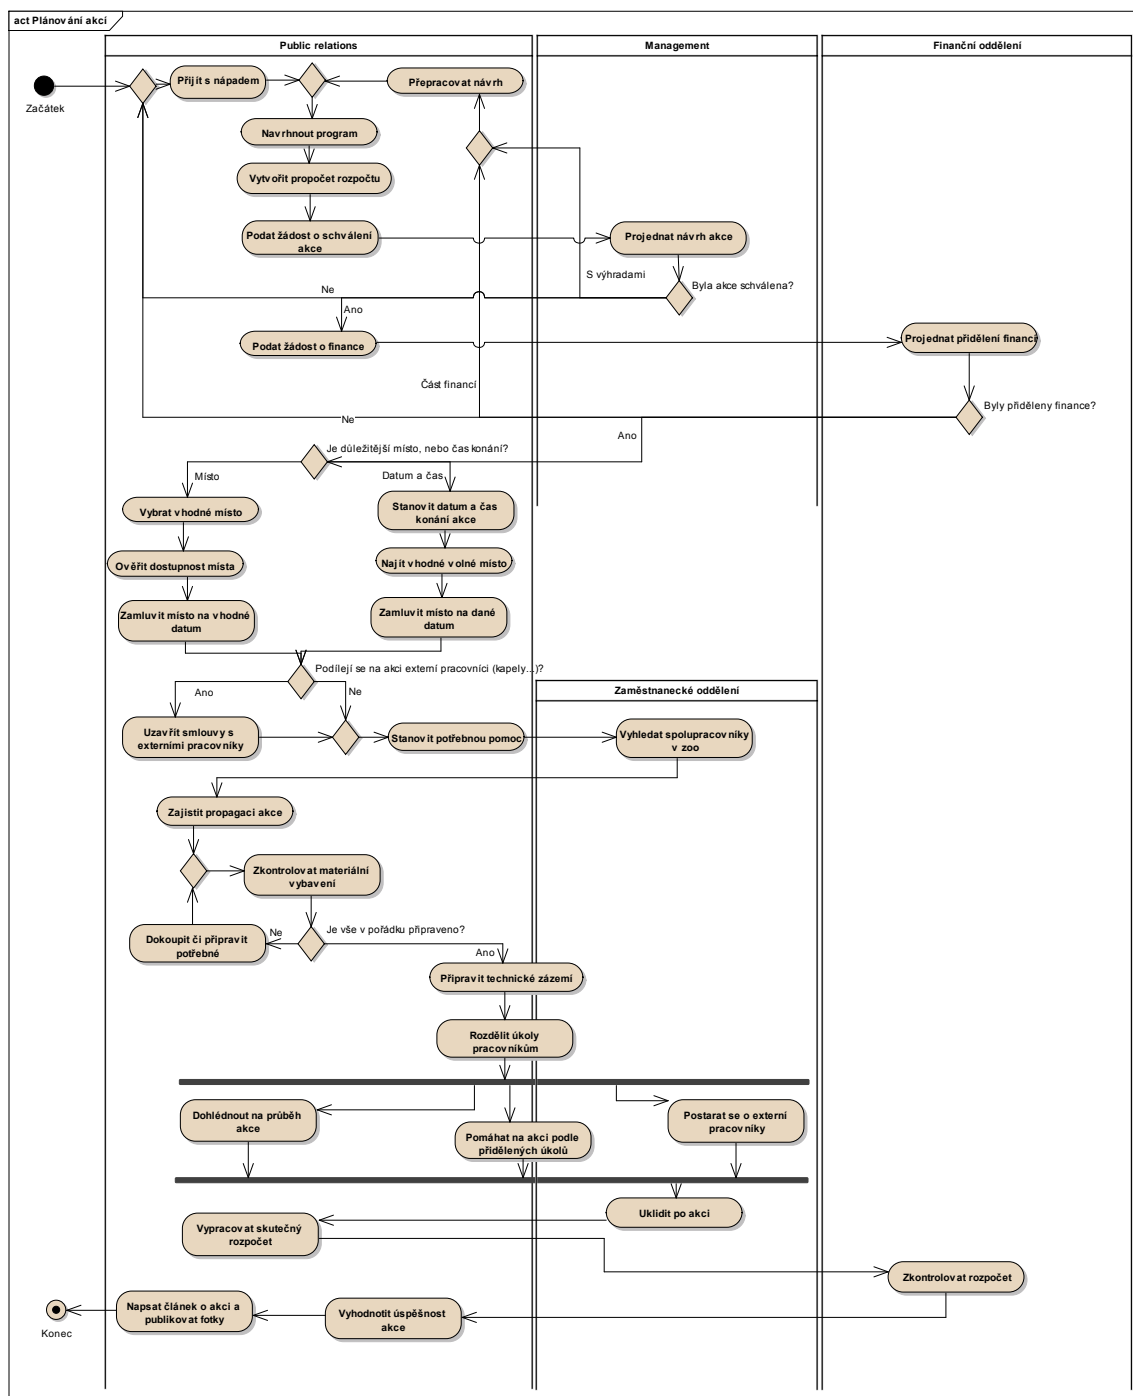 act Plánování akcí
Public relations
Management
Finanční oddělení
Začátek
Přijít s nápadem
Přepracovat návrh
Navrhnout program
Vytvořit propočet rozpočtu
Podat žádost o schválení
akce
Projednat návrh akce
S výhradami
Byla akce schválena?
Ne
Ano
Podat žádost o finance
Projednat přidělení financí
Část financí
Byly přiděleny finance?
Ne
Ano
Je důležitější místo, nebo čas konání?
Místo
Datum a čas
Vybrat vhodné místo
Stanovit datum a čas
konání akce
Ověřit dostupnost místa
Najít vhodné volné místo
Zamluvit místo na vhodné
datum
Zamluvit místo na dané
datum
Podílejí se na akci externí pracovníci (kapely...)?
Ano
Ne
Zaměstnanecké oddělení
Uzavřít smlouvy s
externími pracovníky
Stanovit potřebnou pomoc
Vyhledat spolupracovníky
v zoo
Zajistit propagaci akce
Zkontrolovat materiální
vybavení
Dokoupit či připravit
potřebné
Ne
Je vše v pořádku připraveno?
Ano
Připravit technické zázemí
Rozdělit úkoly
pracovníkům
Dohlédnout na průběh
akce
Pomáhat na akci podle
přidělených úkolů
Postarat se o externí
pracovníky
Uklidit po akci
Vypracovat skutečný
rozpočet
Zkontrolovat rozpočet
Konec
Napsat článek o akci a
publikovat fotky
Vyhodnotit úspěšnost
akce